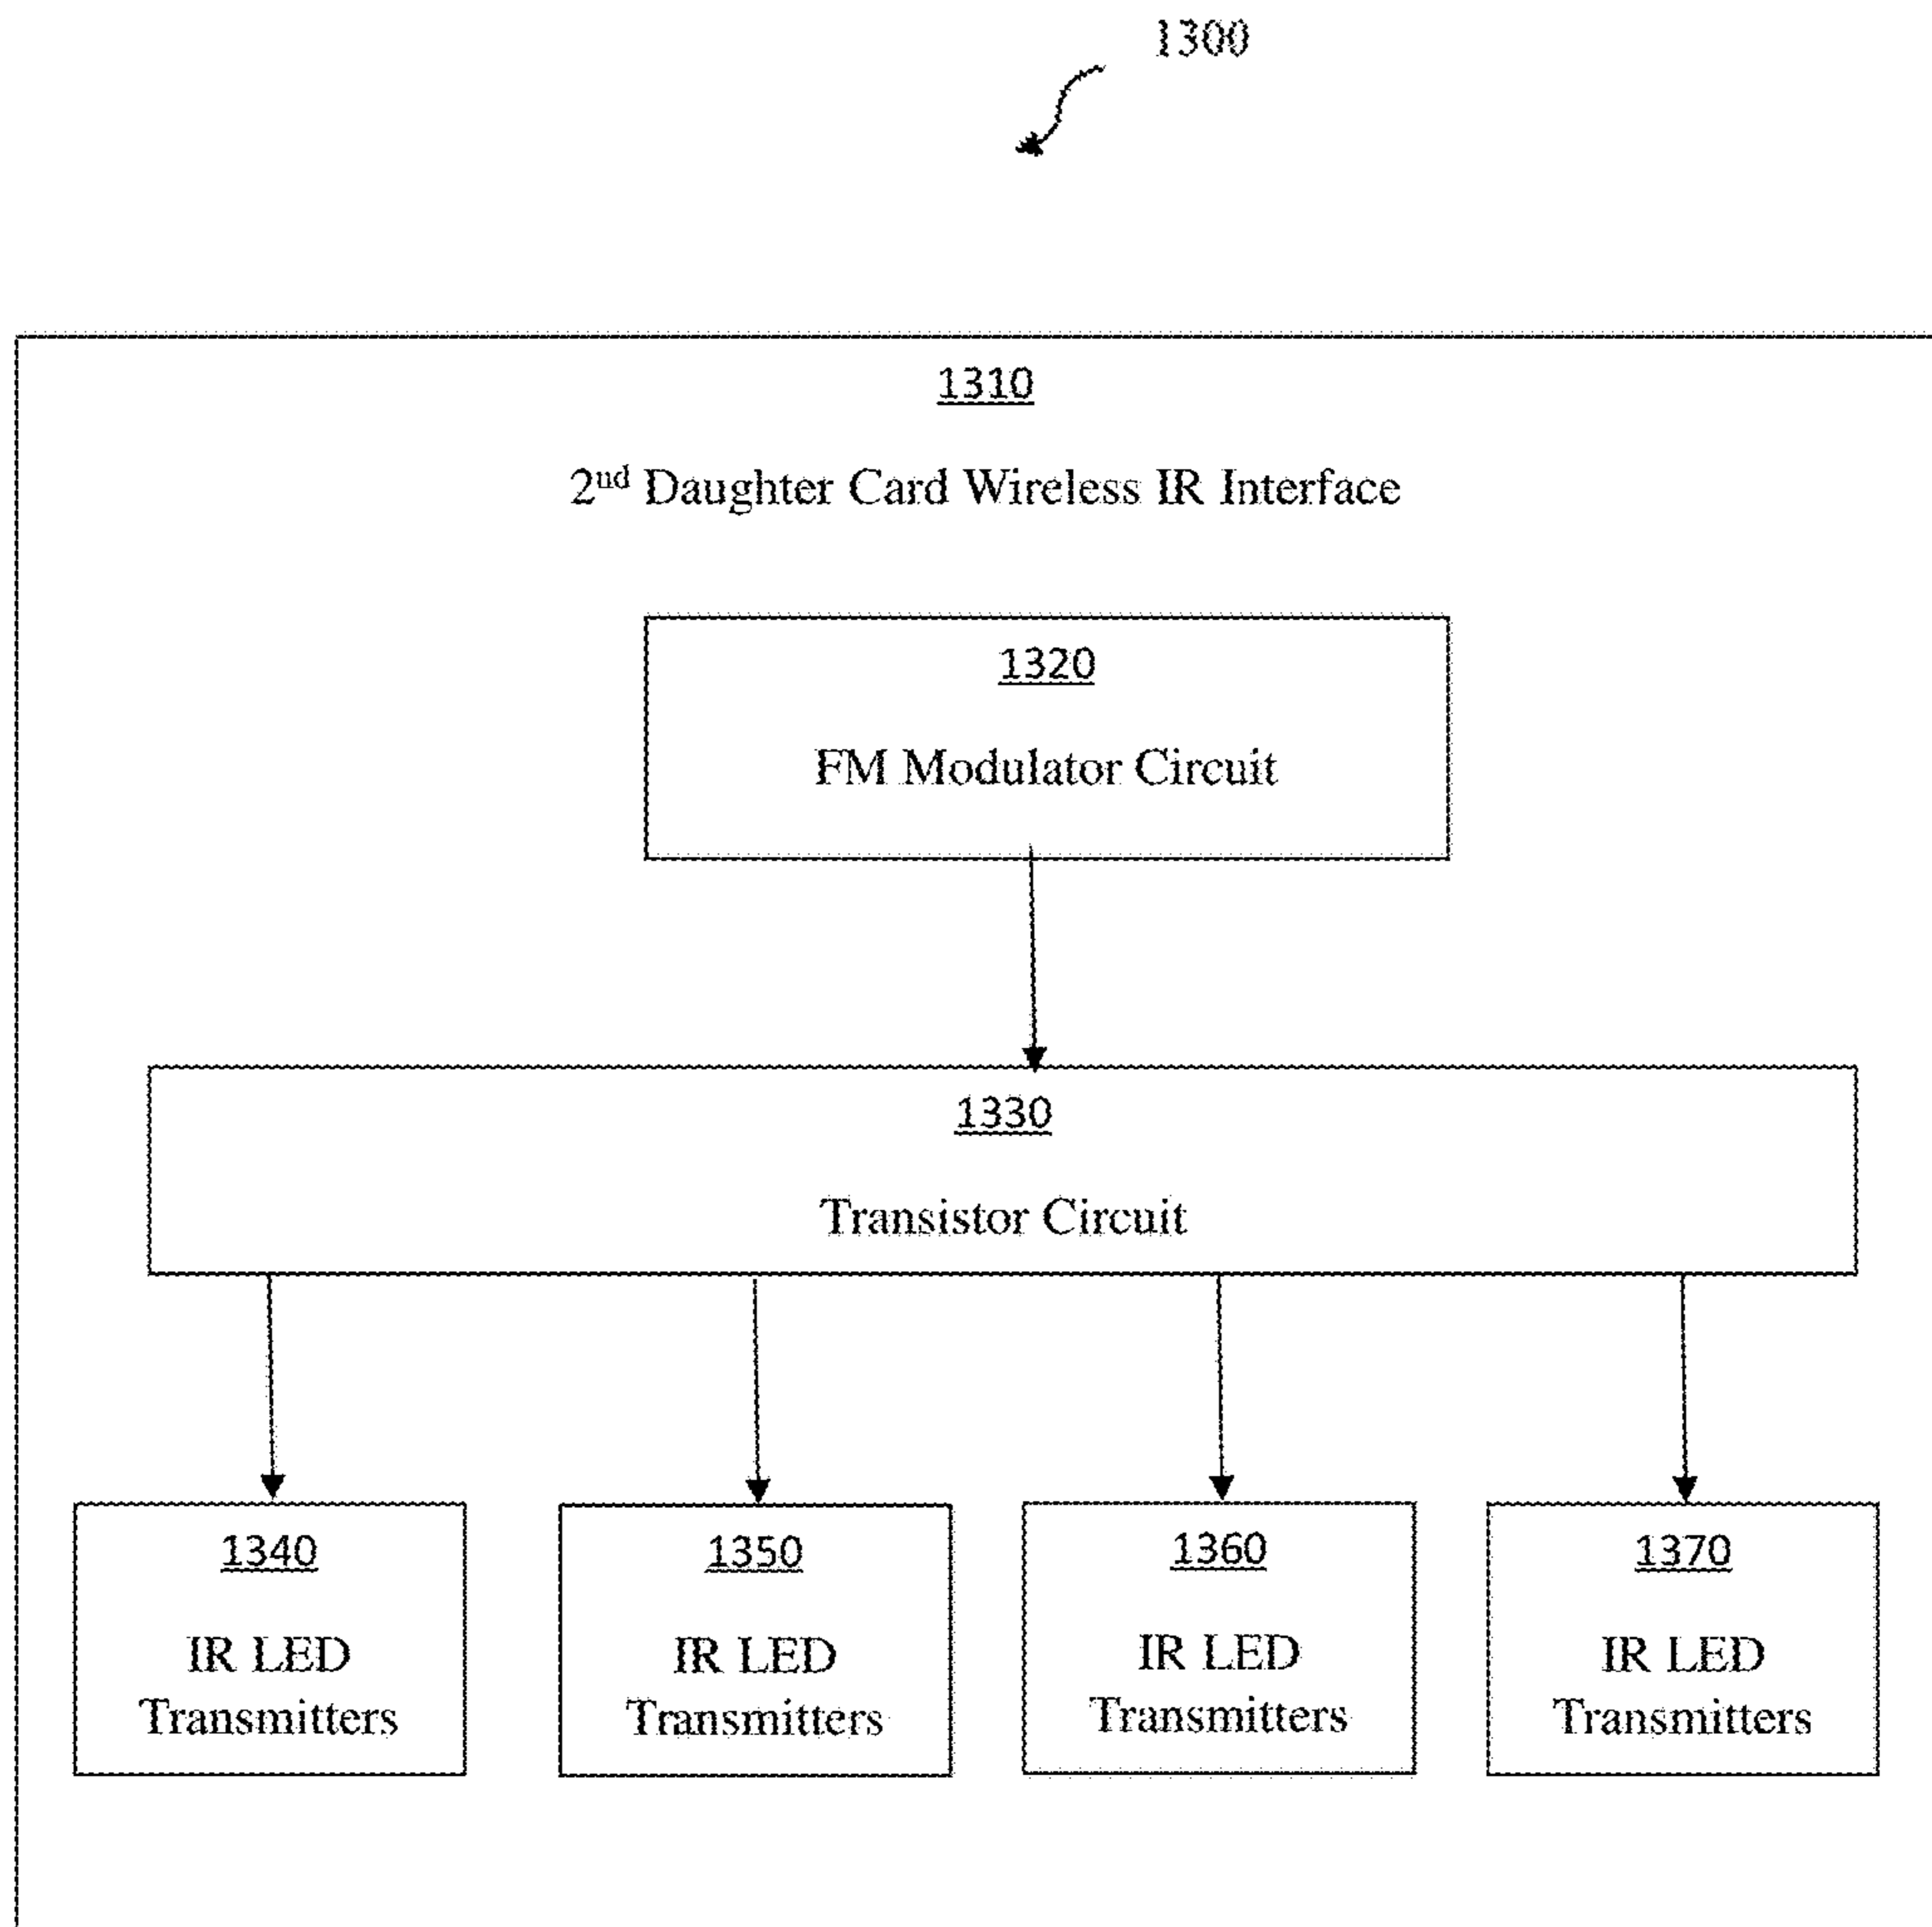 1300
1310
2nd Daughter Card Wireless IR Interface
1320
FM Modulator Circuit
1330
Transistor Circuit
1340
IR LED
Transmitters
1350
IR LED
Transmitters
1360
IR LED
Transmitters
1370
IR LED
Transmitters